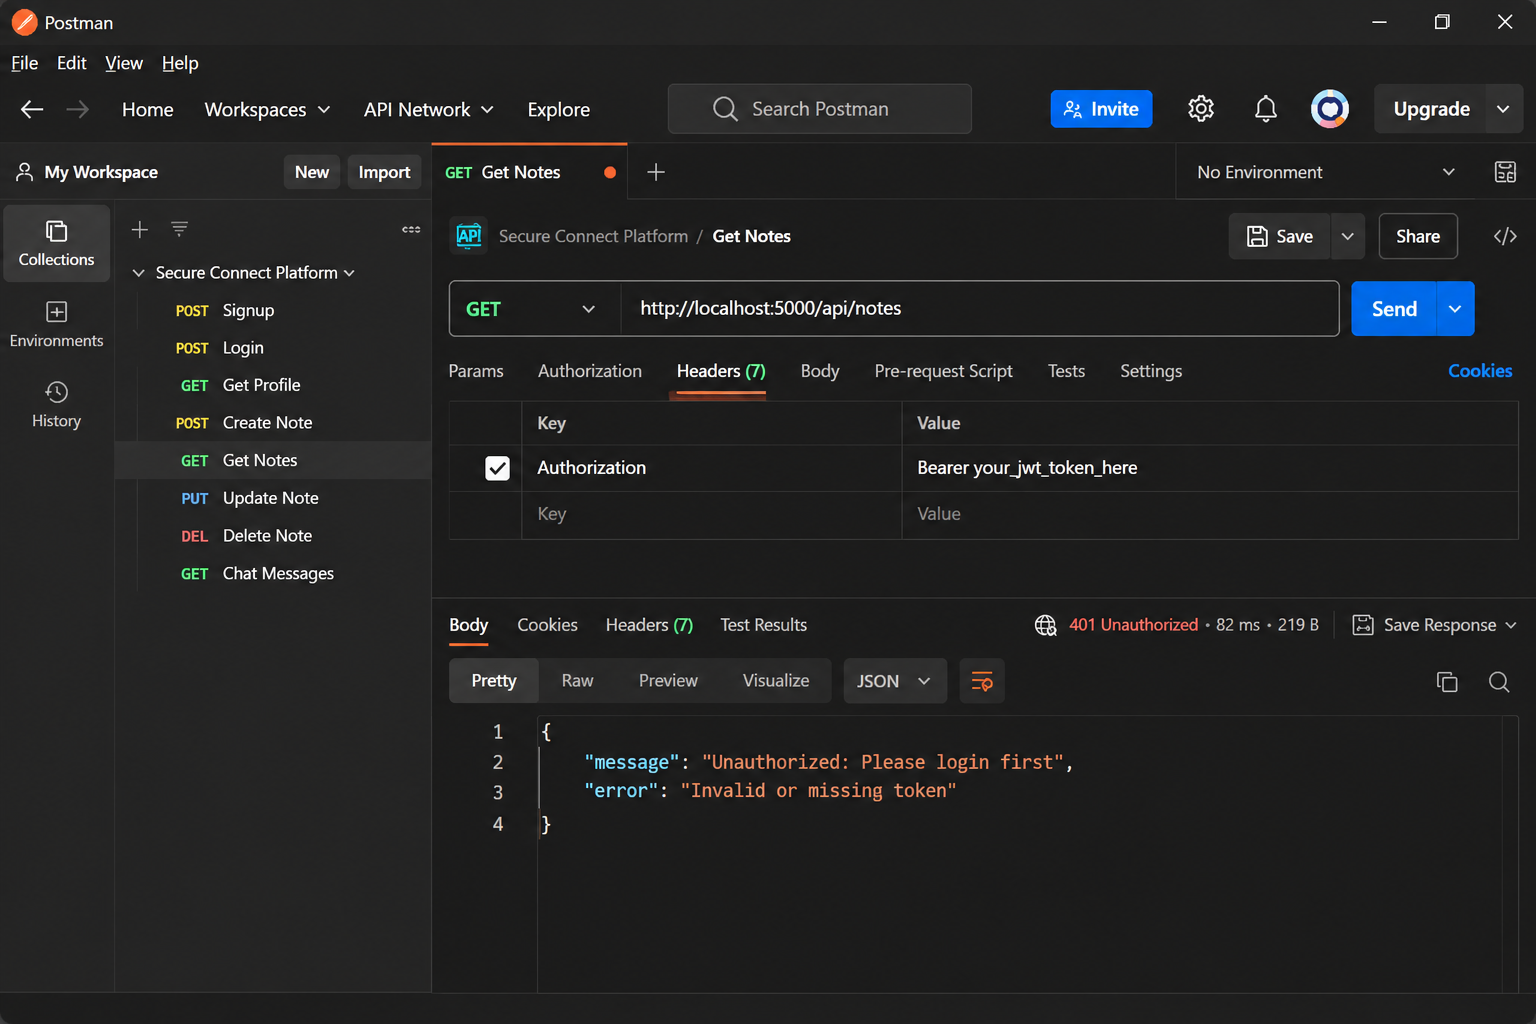 Postman
File Edit View Help
Home Workspaces API Network Explore Search Postman Invite Upgrade
My Workspace New Import GET Get Notes No Environment
API Secure Connect Platform / Get Notes Save Share </>
Collections
Environments
History
Secure Connect Platform
POST Signup
POST Login
GET Get Profile
POST Create Note
GET Get Notes
PUT Update Note
DEL Delete Note
GET Chat Messages
GET http://localhost:5000/api/notes Send
Params Authorization Headers (7) Body Pre-request Script Tests Settings Cookies
Key Value
Authorization Bearer your_jwt_token_here
Key Value
Body Cookies Headers (7) Test Results 401 Unauthorized • 82 ms • 219 B Save Response
Pretty Raw Preview Visualize JSON
1 {
2 "message": "Unauthorized: Please login first",
3 "error": "Invalid or missing token"
4 }